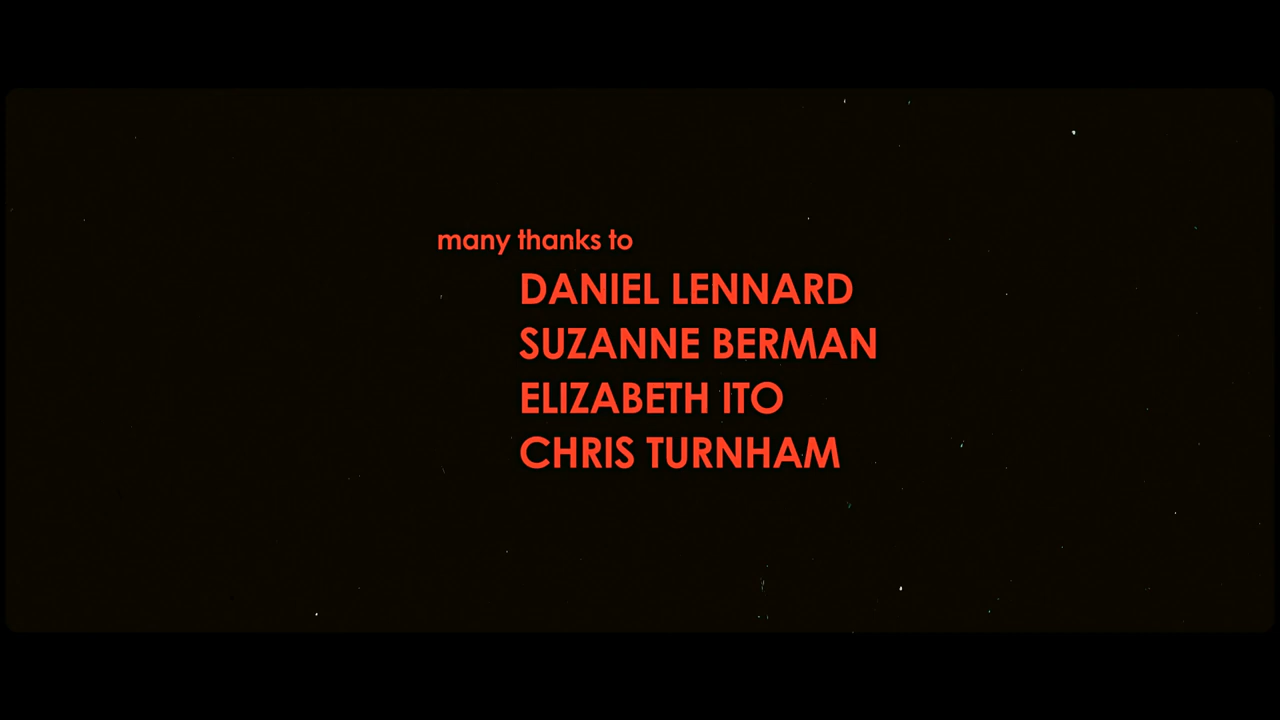 many thanks to
DANIEL LENNARD
SUZANNE BERMAN
ELIZABETH ITO
CHRIS TURNHAM